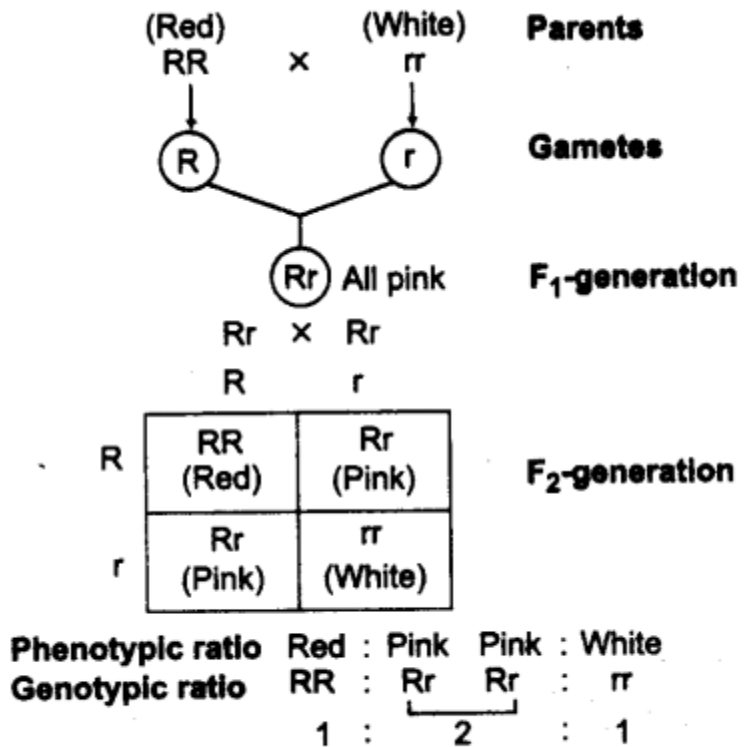 (Red) (White) Parents
RR × rr
R r Gametes
Rr All pink F₁-generation
Rr × Rr
R r
R RR (Red) Rr (Pink) F₂-generation
r Rr (Pink) rr (White)
Phenotypic ratio Red : Pink Pink : White
Genotypic ratio RR : Rr Rr : rr
1 : 2 : 1